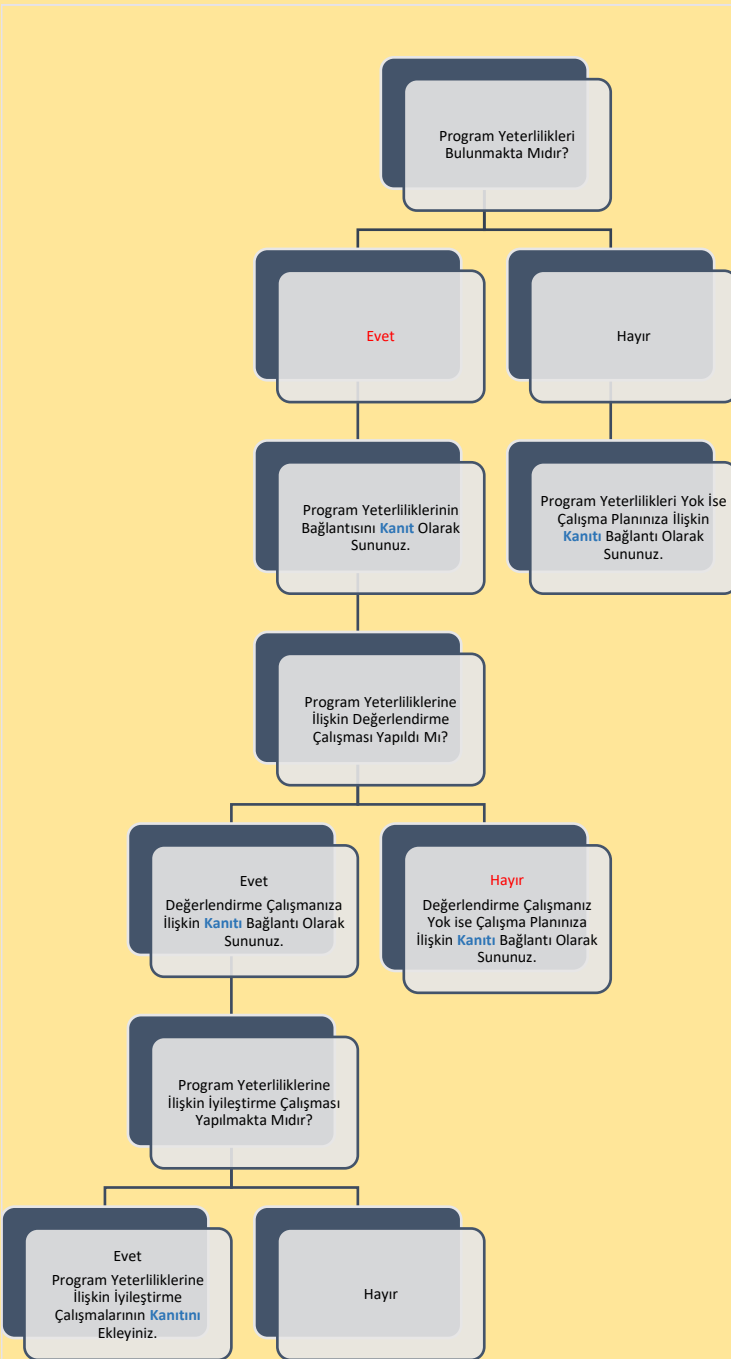 Program Yeterlilikleri
Bulunmakta Mıdır?
Evet
Hayır
Program Yeterliliklerinin
Bağlantısını Kanıt Olarak
Sununuz.
Program Yeterlilikleri Yok İse
Çalışma Planınıza İlişkin
Kanıtı Bağlantı Olarak
Sununuz.
Program Yeterliliklerine
İlişkin Değerlendirme
Çalışması Yapıldı Mı?
Evet
Değerlendirme Çalışmanıza
İlişkin Kanıtı Bağlantı Olarak
Sununuz.
Hayır
Değerlendirme Çalışmanız
Yok ise Çalışma Planınıza
İlişkin Kanıtı Bağlantı Olarak
Sununuz.
Program Yeterliliklerine
İlişkin İyileştirme Çalışması
Yapılmakta Mıdır?
Evet
Program Yeterliliklerine
İlişkin İyileştirme
Çalışmalarının Kanıtını
Ekleyiniz.
Hayır